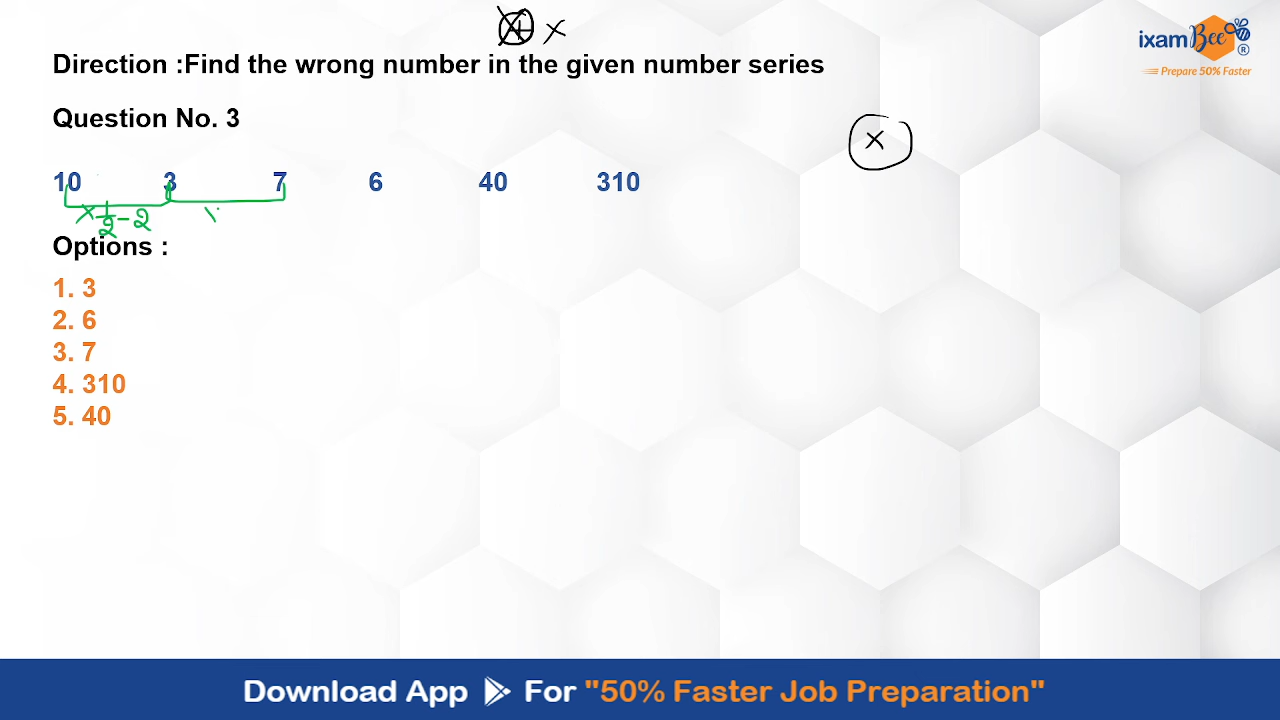 ixamBee®
Prepare 50% Faster
Direction :Find the wrong number in the given number series
Question No. 3
10 3 7 6 40 310
×1/2-2
Options :
1. 3
2. 6
3. 7
4. 310
5. 40
Download App For "50% Faster Job Preparation"